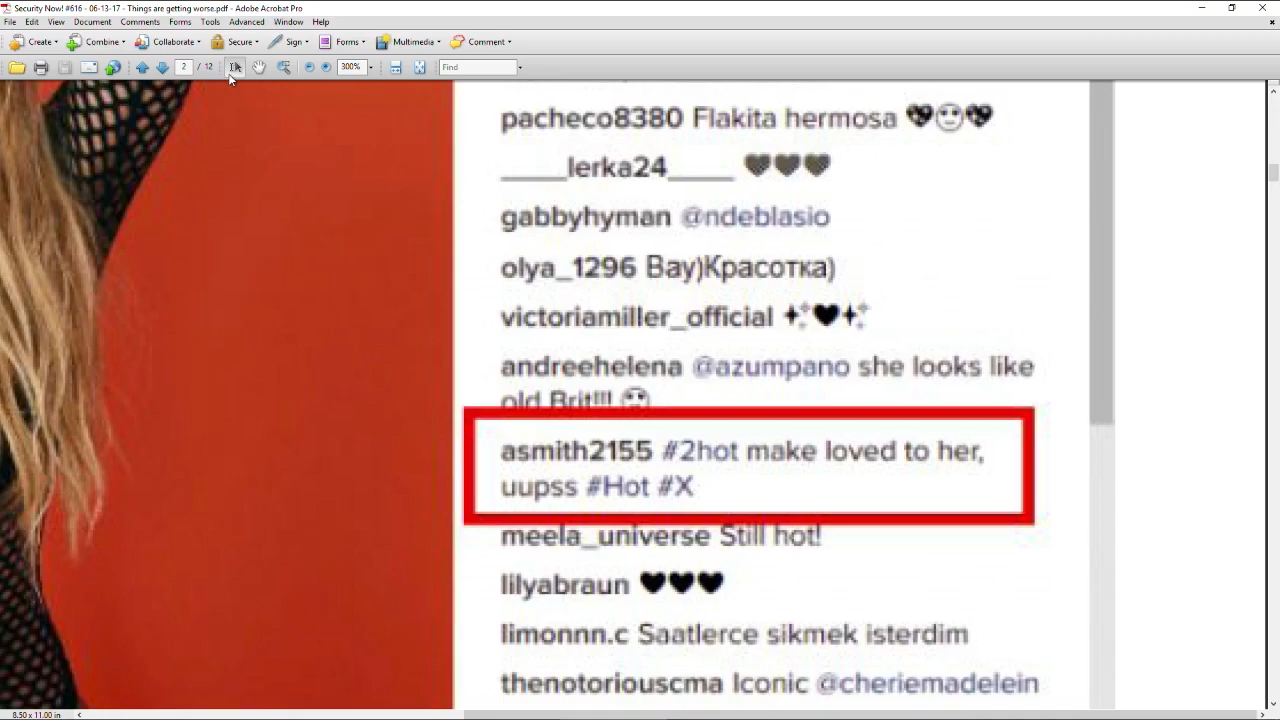 Security Now! #616 - 06-13-17 - Things are getting worse.pdf - Adobe Acrobat Pro
File Edit View Document Comments Forms Tools Advanced Window Help
Create Combine Collaborate Secure Sign Forms Multimedia Comment
2 / 12 300% Find
pacheco8380 Flakita hermosa
_____lerka24_____
gabbyhyman @ndeblasio
olya_1296 Вау)Красотка)
victoriamiller_official
andreehelena @azumpano she looks like
old Brit!!!
asmith2155 #2hot make loved to her,
uupss #Hot #X
meela_universe Still hot!
lilyabraun
limonnn.c Saatlerce sikmek isterdim
thenotoriouscma Iconic @cheriemadelein
8.50 x 11.00 in